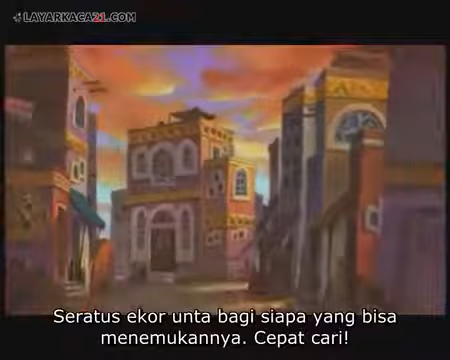 LAYARKACA21.COM
Seratus ekor unta bagi siapa yang bisa
menemukannya. Cepat cari!